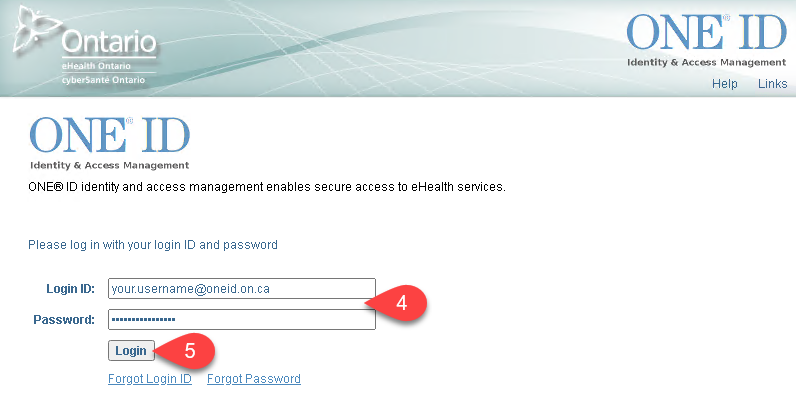 Ontario
eHealth Ontario
cyberSanté Ontario
ONE® ID
Identity & Access Management
Help Links
ONE® ID
Identity & Access Management
ONE® ID identity and access management enables secure access to eHealth services.
Please log in with your login ID and password
Login ID: your.username@oneid.on.ca
4
Password: •••••••••••••••
Login 5
Forgot Login ID Forgot Password